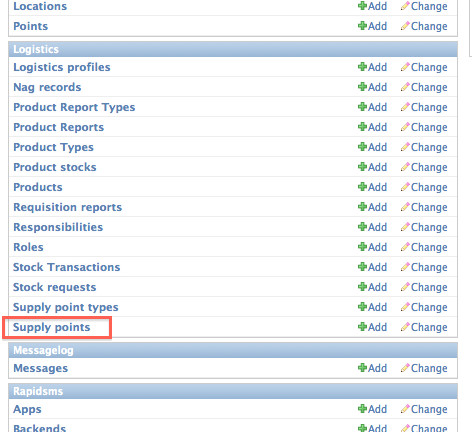 Locations Add Change
Points Add Change
Logistics
Logistics profiles Add Change
Nag records Add Change
Product Report Types Add Change
Product Reports Add Change
Product Types Add Change
Product stocks Add Change
Products Add Change
Requisition reports Add Change
Responsibilities Add Change
Roles Add Change
Stock Transactions Add Change
Stock requests Add Change
Supply point types Add Change
Supply points Add Change
Messagelog
Messages Add Change
Rapidsms
Apps Add Change
Backends Add Change